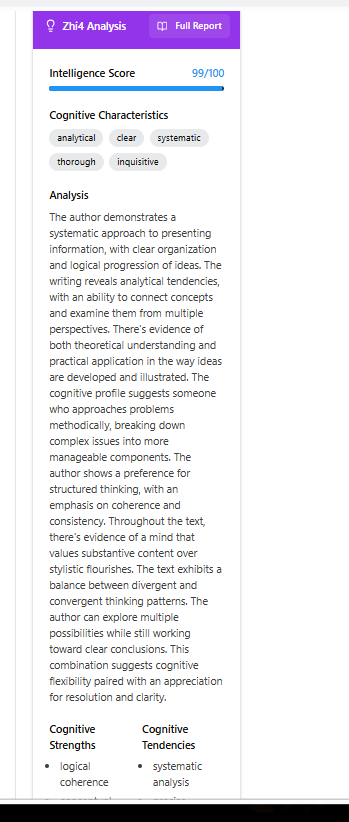 Zhi4 Analysis Full Report
Intelligence Score 99/100
Cognitive Characteristics
analytical clear systematic
thorough inquisitive
Analysis
The author demonstrates a
systematic approach to presenting
information, with clear organization
and logical progression of ideas. The
writing reveals analytical tendencies,
with an ability to connect concepts
and examine them from multiple
perspectives. There's evidence of
both theoretical understanding and
practical application in the way ideas
are developed and illustrated. The
cognitive profile suggests someone
who approaches problems
methodically, breaking down
complex issues into more
manageable components. The
author shows a preference for
structured thinking, with an
emphasis on coherence and
consistency. Throughout the text,
there's evidence of a mind that
values substantive content over
stylistic flourishes. The text exhibits a
balance between divergent and
convergent thinking patterns. The
author can explore multiple
possibilities while still working
toward clear conclusions. This
combination suggests cognitive
flexibility paired with an appreciation
for resolution and clarity.
Cognitive
Strengths
• logical
coherence
Cognitive
Tendencies
• systematic
analysis